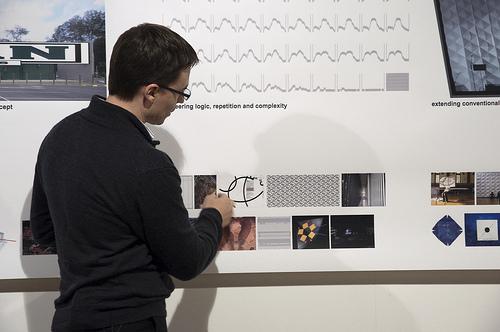 N
cept
ering logic, repetition and complexity
extending conventional